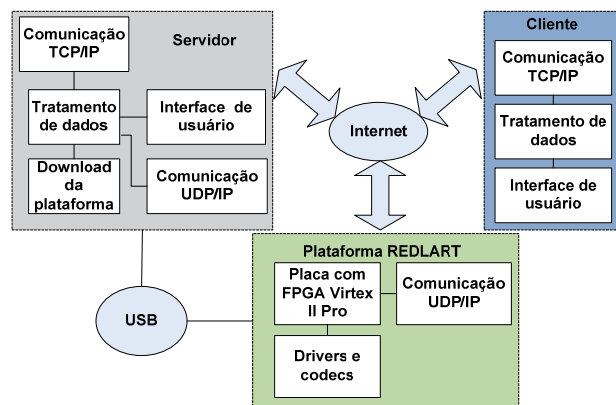 Servidor
Comunicação
TCP/IP
Tratamento
de dados
Interface de
usuário
Download
da
plataforma
Comunicação
UDP/IP
Internet
Cliente
Comunicação
TCP/IP
Tratamento
de dados
Interface de
usuário
USB
Plataforma REDLART
Placa com
FPGA Virtex
II Pro
Comunicação
UDP/IP
Drivers e
codecs